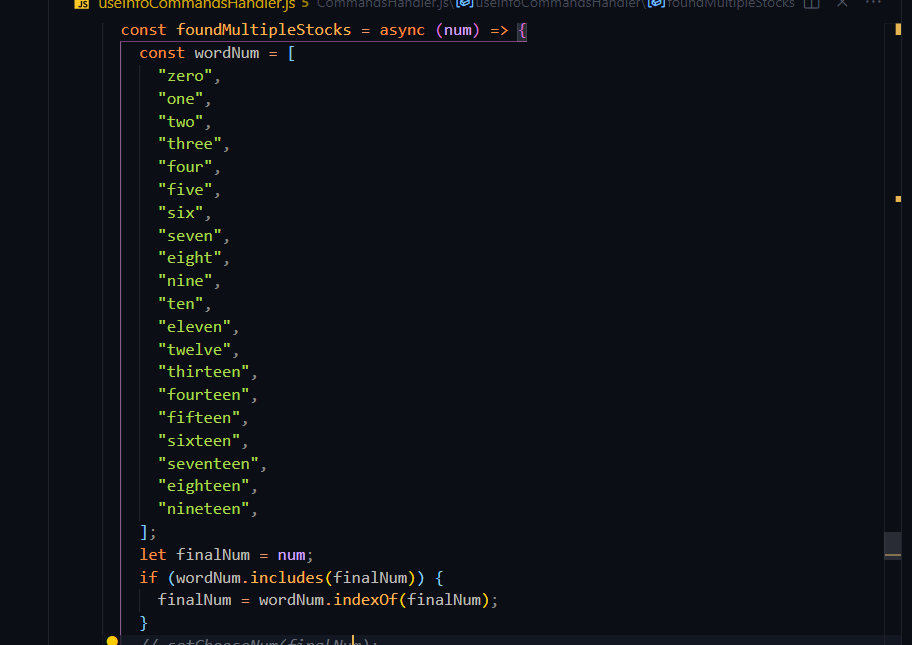 JS useInfoCommandsHandler.js 5 CommandsHandler.js\useInfoCommandsHandler\foundMultipleStocks
const foundMultipleStocks = async (num) => {
const wordNum = [
"zero",
"one",
"two",
"three",
"four",
"five",
"six",
"seven",
"eight",
"nine",
"ten",
"eleven",
"twelve",
"thirteen",
"fourteen",
"fifteen",
"sixteen",
"seventeen",
"eighteen",
"nineteen",
];
let finalNum = num;
if (wordNum.includes(finalNum)) {
finalNum = wordNum.indexOf(finalNum);
}
// setChooseNum(finalNum);